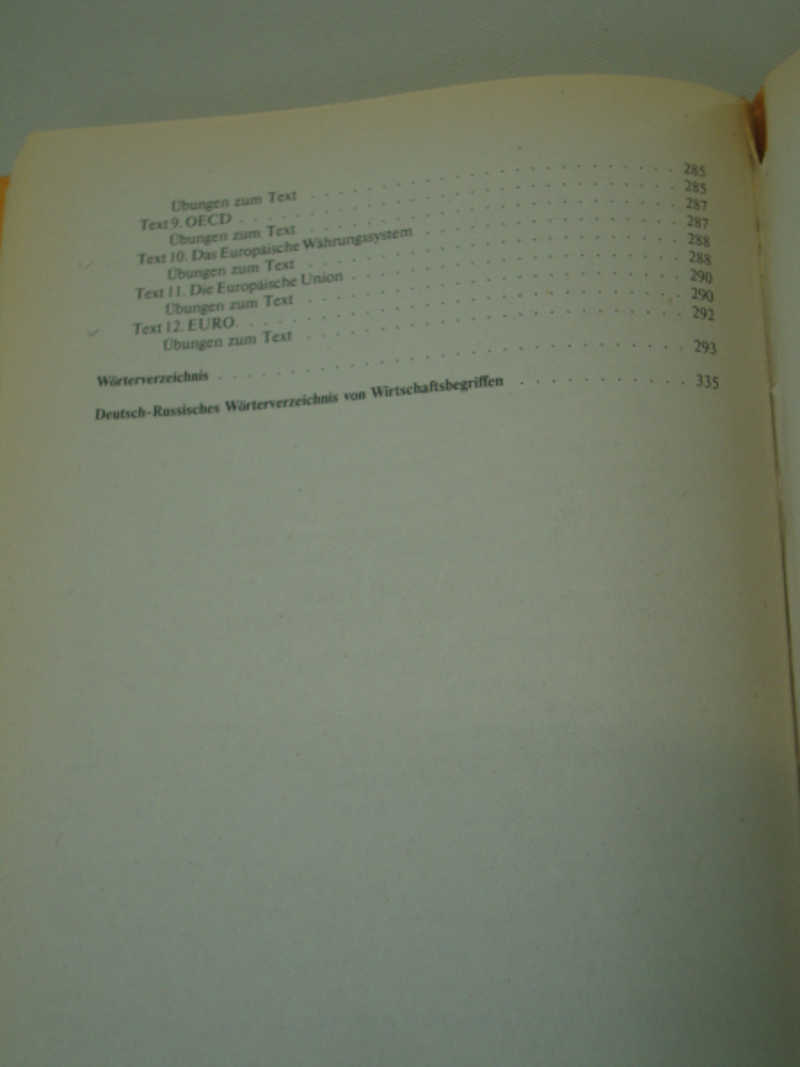 Übungen zum Text . . . . . . . . . . . . . . . . . . . . . 285
Text 9. OECD . . . . . . . . . . . . . . . . . . . . . . . . 285
Übungen zum Text . . . . . . . . . . . . . . . . . . . . . 287
Text 10. Das Europäische Währungssystem . . . . . . . . . . . . . . 287
Übungen zum Text . . . . . . . . . . . . . . . . . . . . . 288
Text 11. Die Europäische Union . . . . . . . . . . . . . . . . . . 288
Übungen zum Text . . . . . . . . . . . . . . . . . . . . . 290
Text 12. EURO. . . . . . . . . . . . . . . . . . . . . . . . 290
Übungen zum Text . . . . . . . . . . . . . . . . . . . . . 292
Wörterverzeichnis . . . . . . . . . . . . . . . . . . . . . . . 293
Deutsch-Russisches Wörterverzeichnis von Wirtschaftsbegriffen . . . . . . . . . . 335